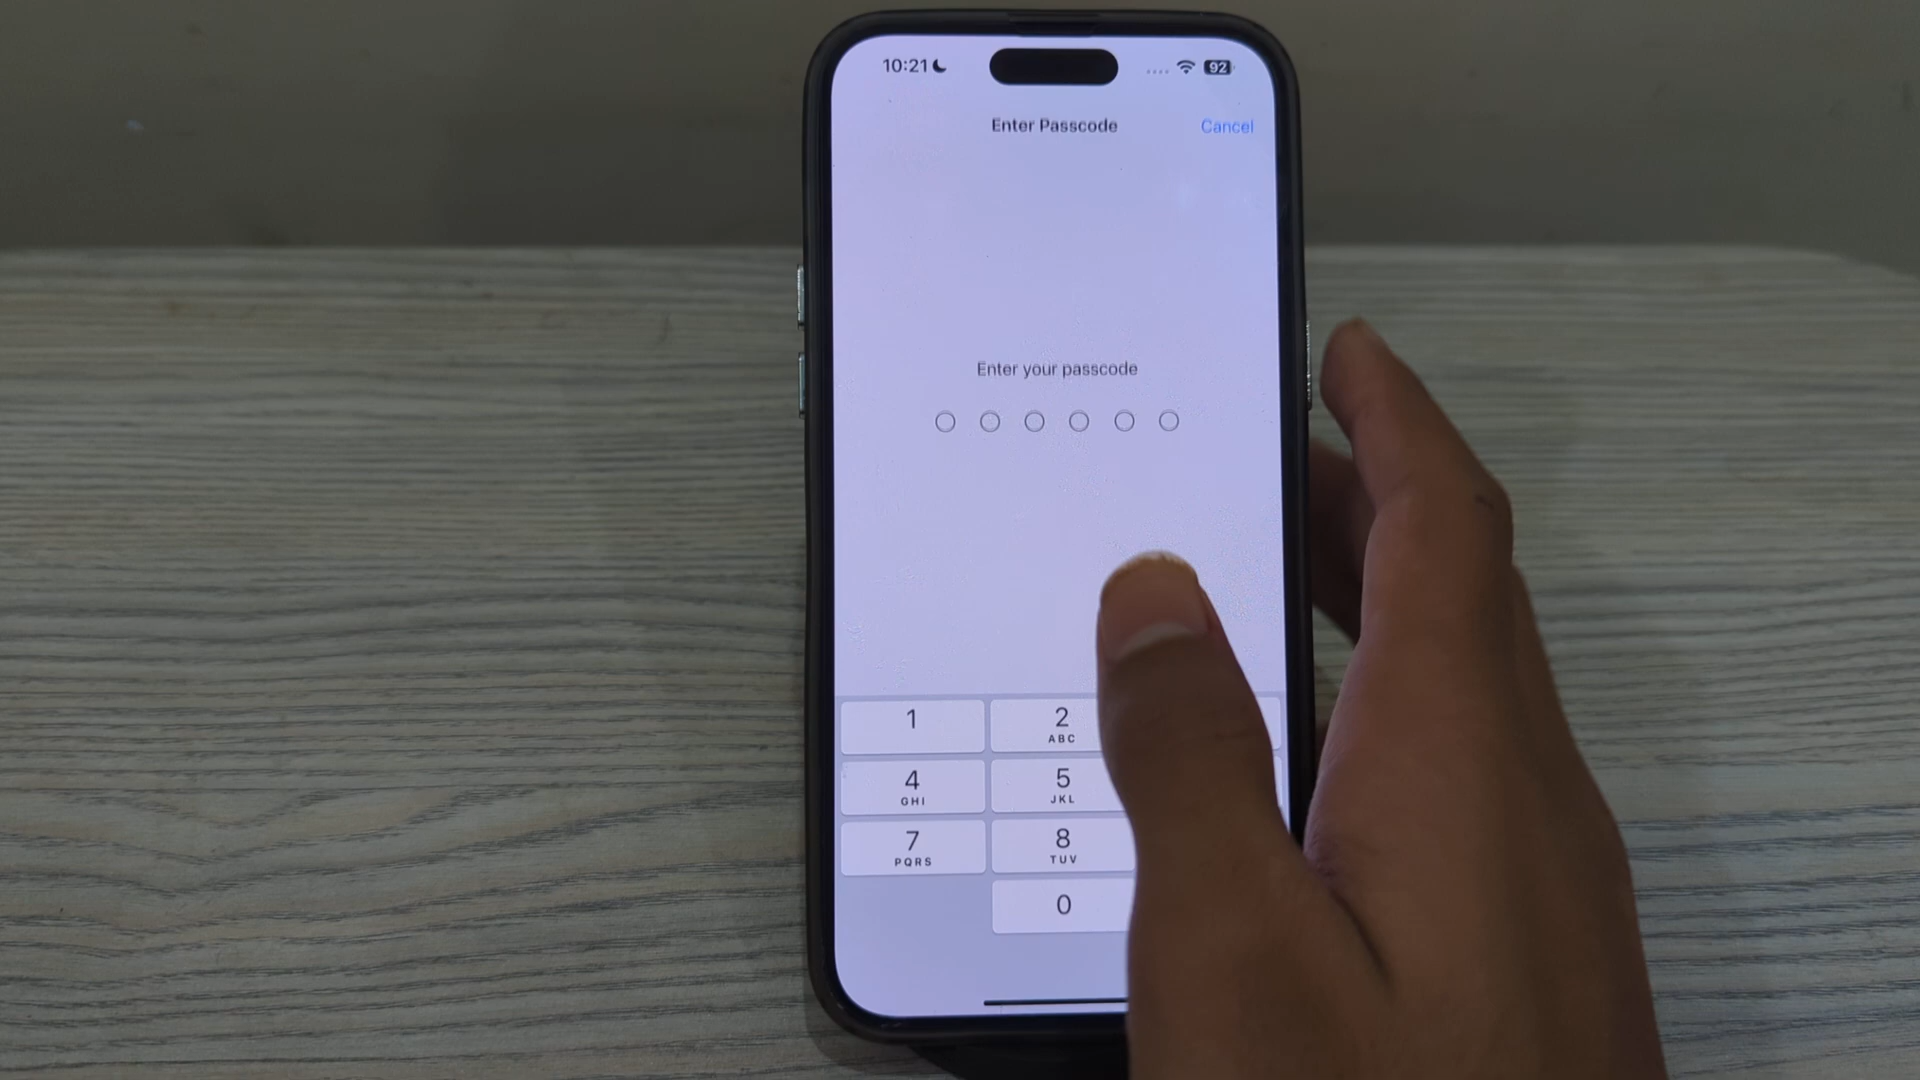 10:21 92
Enter Passcode Cancel
Enter your passcode
1 2
ABC
4 5
GHI JKL
7 8
PQRS TUV
0